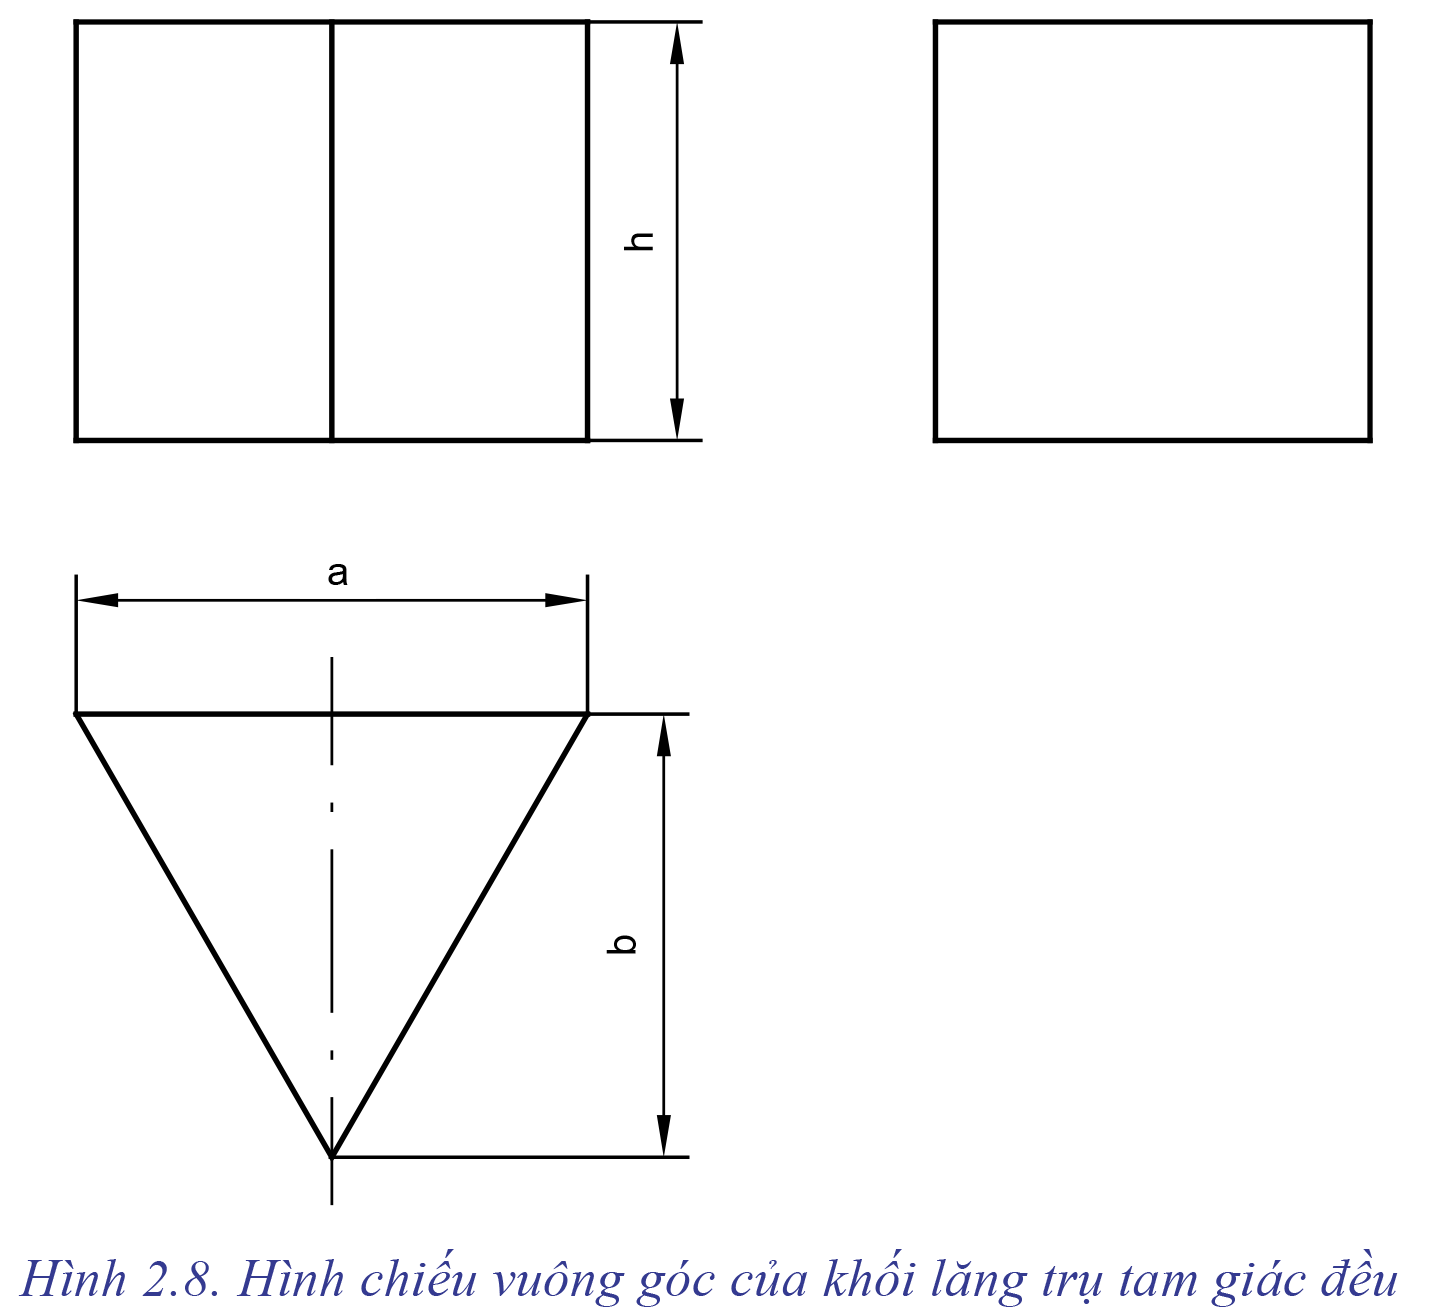 h
a
b
Hình 2.8. Hình chiếu vuông góc của khối lăng trụ tam giác đều